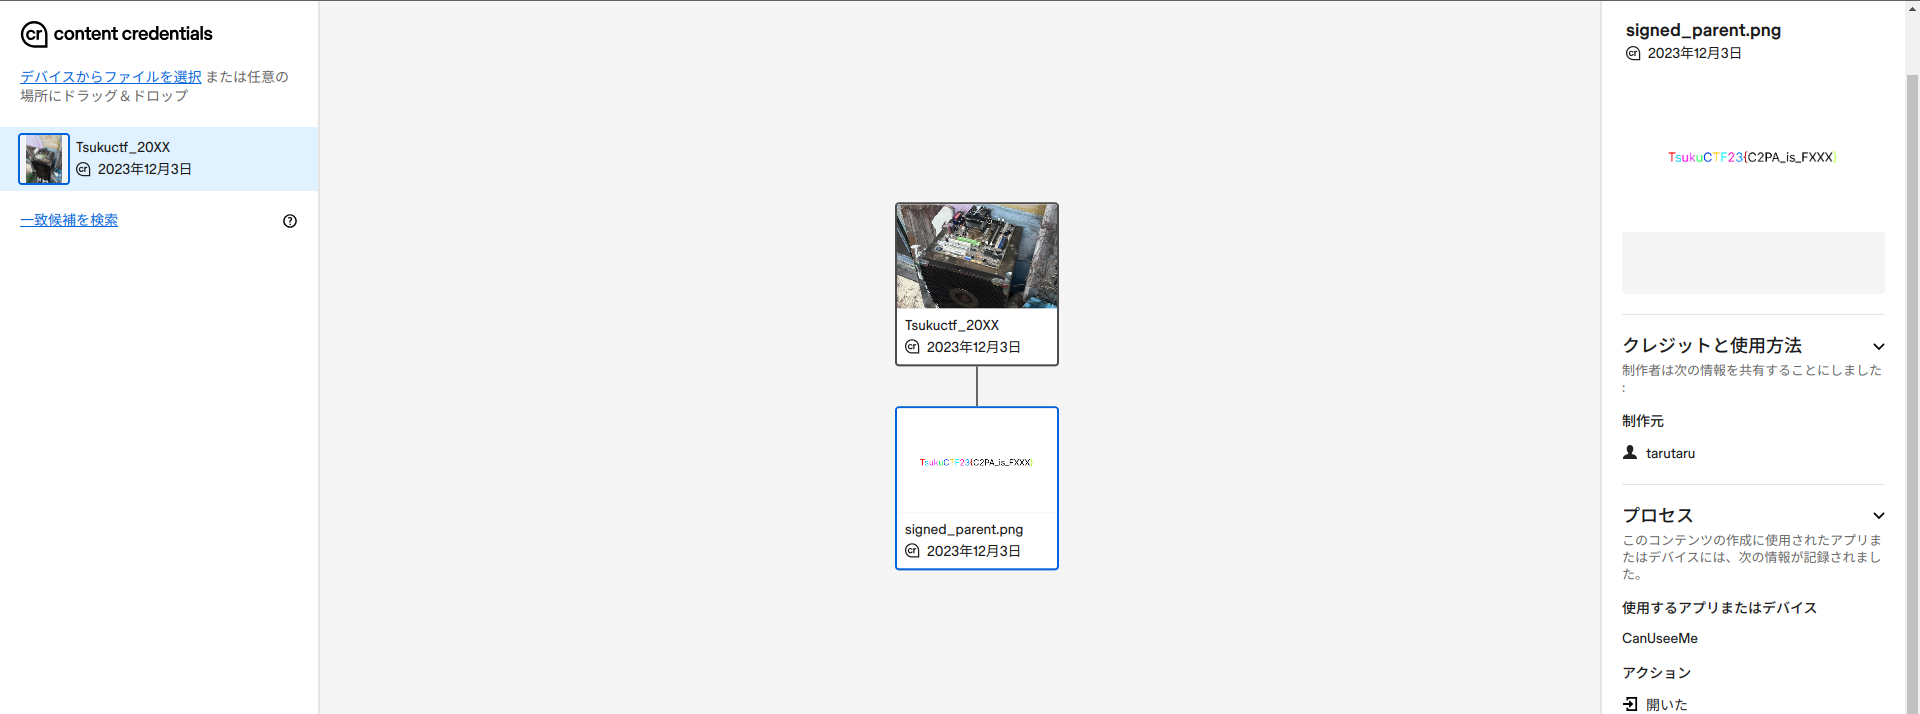 cr content credentials
デバイスからファイルを選択 または任意の
場所にドラッグ＆ドロップ
Tsukuctf_20XX
cr 2023年12月3日
一致候補を検索
?
Tsukuctf_20XX
cr 2023年12月3日
TsukuCTF23{C2PA_is_FXXX}
signed_parent.png
cr 2023年12月3日
signed_parent.png
cr 2023年12月3日
TsukuCTF23{C2PA_is_FXXX}
クレジットと使用方法
制作者は次の情報を共有することにしました
:
制作元
tarutaru
プロセス
このコンテンツの作成に使用されたアプリま
たはデバイスには、次の情報が記録されまし
た。
使用するアプリまたはデバイス
CanUseeMe
アクション
開いた